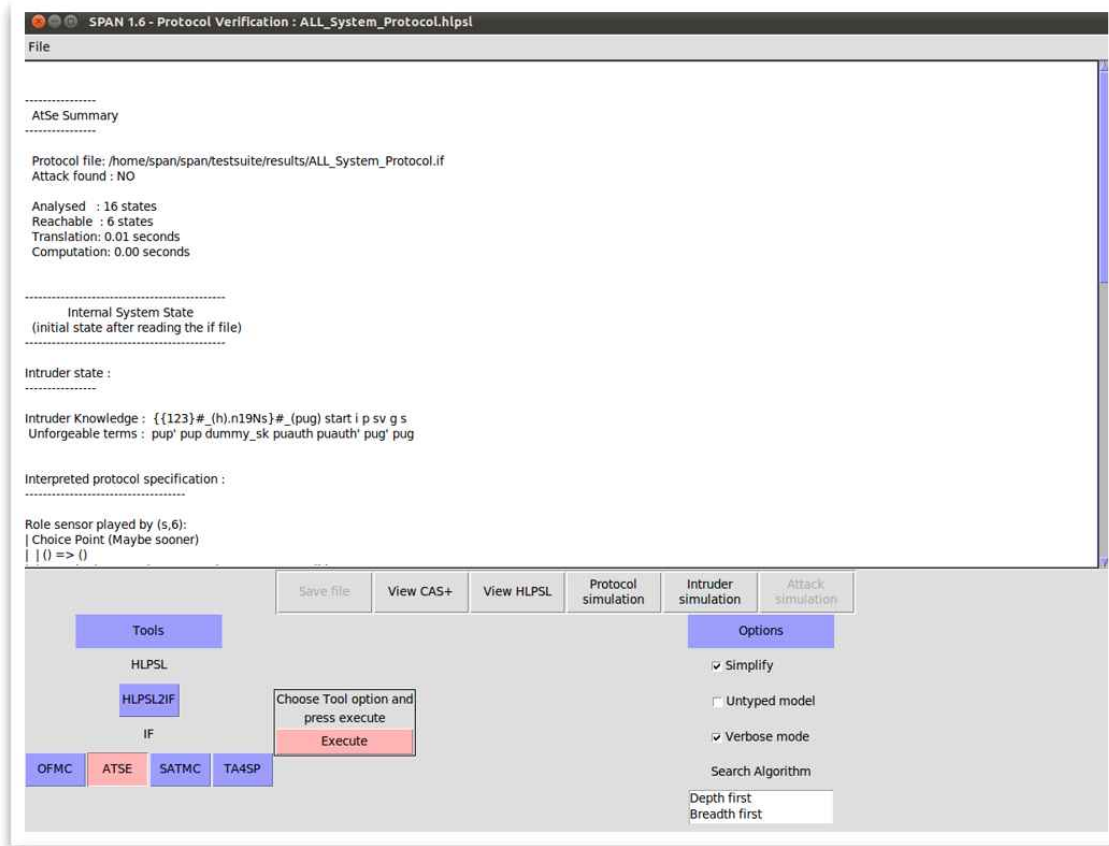 SPAN 1.6 - Protocol Verification : ALL_System_Protocol.hlpsl
File
----------------
AtSe Summary
----------------
Protocol file: /home/span/span/testsuite/results/ALL_System_Protocol.if
Attack found : NO
Analysed : 16 states
Reachable : 6 states
Translation: 0.01 seconds
Computation: 0.00 seconds
---------------------------------------------
Internal System State
(initial state after reading the if file)
---------------------------------------------
Intruder state :
----------------
Intruder Knowledge : {{123}#_(h).n19Ns}#_(pug) start i p sv g s
Unforgeable terms : pup' pup dummy_sk puauth puauth' pug' pug
Interpreted protocol specification :
------------------------------------
Role sensor played by (s,6):
| Choice Point (Maybe sooner)
| | () => ()
Save file
View CAS+
View HLPSL
Protocol simulation
Intruder simulation
Attack simulation
Tools
Options
HLPSL
Simplify
HLPSL2IF
Choose Tool option and
press execute
Untyped model
IF
Execute
Verbose mode
OFMC
ATSE
SATMC
TA4SP
Search Algorithm
Depth first
Breadth first